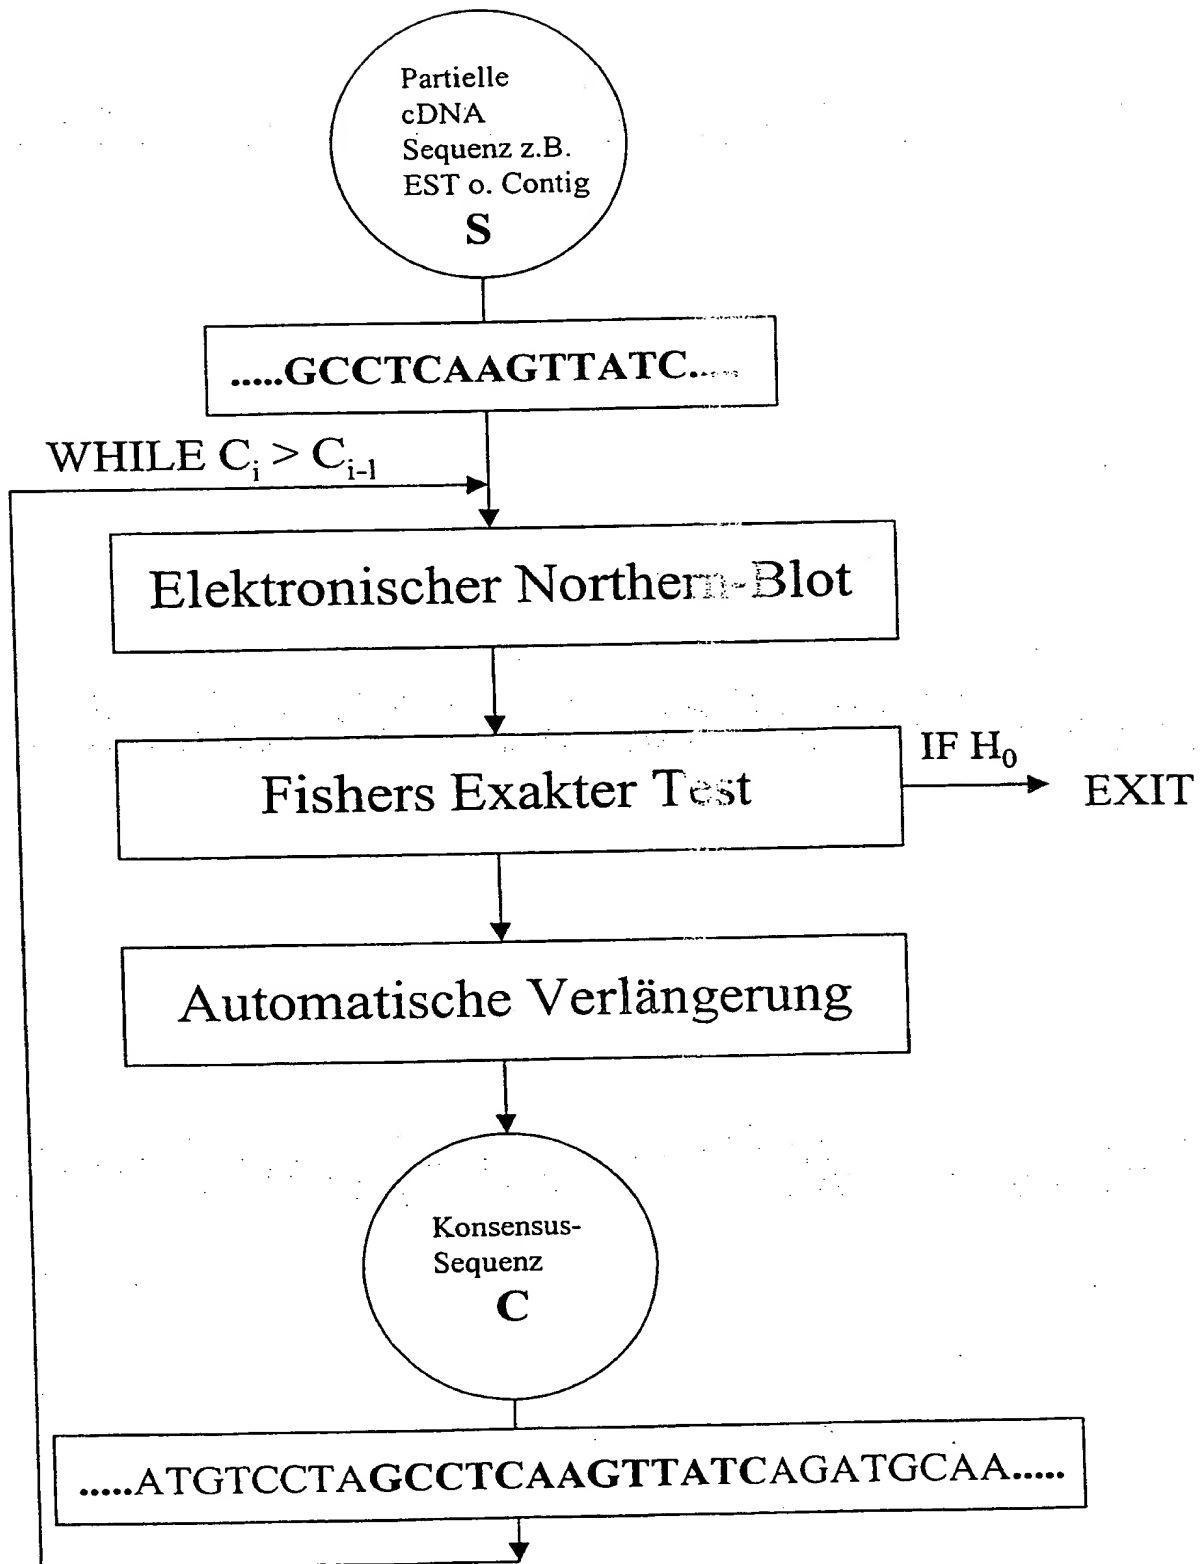 Partielle
cDNA
Sequenz z.B.
EST o. Contig
S
.....GCCTCAAGTTATC.....
WHILE Ci > Ci-1
Elektronischer Northern-Blot
Fishers Exakter Test
IF H0
EXIT
Automatische Verlängerung
Konsensus-
Sequenz
C
.....ATGTCCTAGCCTCAAGTTATCAGATGCAA.....